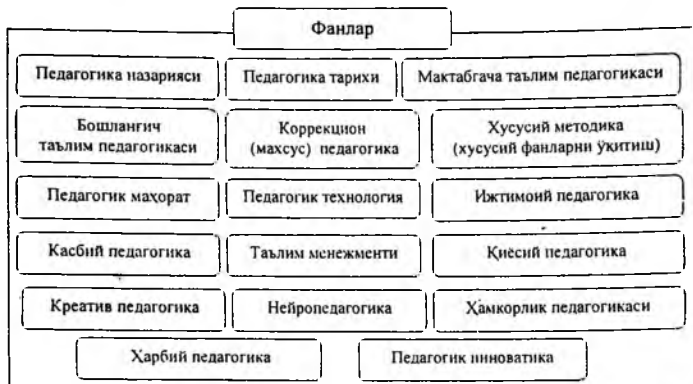 Фанлар
Педагогика назарияси
Педагогика тарихи
Мактабгача таълим педагогикаси
Бошланғич
таълим педагогикаси
Коррекцион
(махсус) педагогика
Хусусий методика
(хусусий фанларни ўқитиш)
Педагогик маҳорат
Педагогик технология
Ижтимоий педагогика
Касбий педагогика
Таълим менежменти
Қиёсий педагогика
Креатив педагогика
Нейропедагогика
Ҳамкорлик педагогикаси
Ҳарбий педагогика
Педагогик инноватика